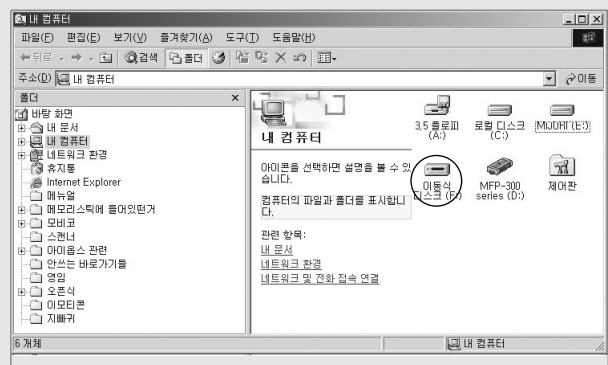 내 컴퓨터
파일(F) 편집(E) 보기(V) 즐겨찾기(A) 도구(T) 도움말(H)
뒤로 검색 폴더
주소(D) 내 컴퓨터 이동
폴더
바탕 화면
내 문서
내 컴퓨터
네트워크 환경
휴지통
Internet Explorer
메뉴얼
메모리스틱에 들어있떤거
모비코
스캔너
아이옵스 관련
안쓰는 바로가기들
영임
오픈식
이모티콘
지빠귀
내 컴퓨터
아이콘을 선택하면 설명을 볼 수 있
습니다.
컴퓨터의 파일과 폴더를 표시합니
다.
관련 항목:
내 문서
네트워크 환경
네트워크 및 전화 접속 연결
3.5 플로피
(A:)
로컬 디스크
(C:)
(E:)
이동식
디스크 (F:)
MFP-300
series (D:)
제어판
6 개체
내 컴퓨터